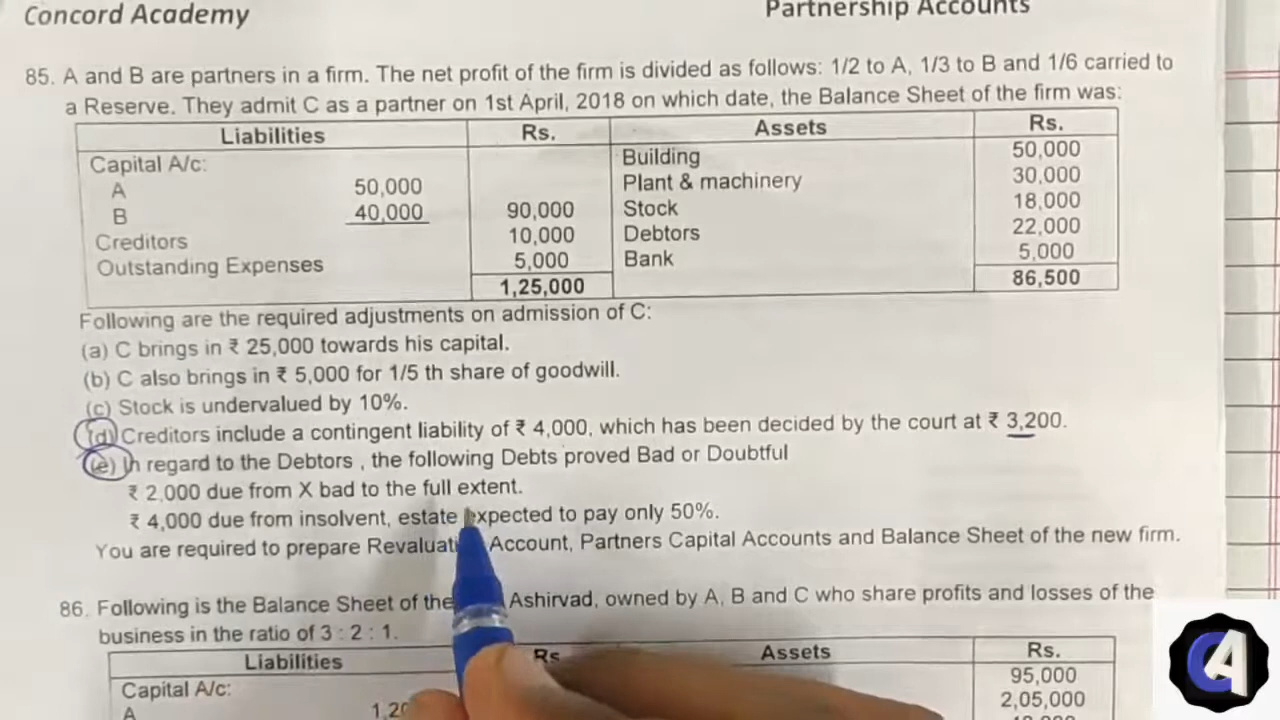 Concord Academy
Partnership Accounts
85. A and B are partners in a firm. The net profit of the firm is divided as follows: 1/2 to A, 1/3 to B and 1/6 carried to
a Reserve. They admit C as a partner on 1st April, 2018 on which date, the Balance Sheet of the firm was:
Liabilities Rs. Assets Rs.
Capital A/c: Building 50,000
A 50,000 Plant & machinery 30,000
B 40,000 90,000 Stock 18,000
Creditors 10,000 Debtors 22,000
Outstanding Expenses 5,000 Bank 5,000
1,25,000 86,500
Following are the required adjustments on admission of C:
(a) C brings in ₹ 25,000 towards his capital.
(b) C also brings in ₹ 5,000 for 1/5 th share of goodwill.
(c) Stock is undervalued by 10%.
(d) Creditors include a contingent liability of ₹ 4,000, which has been decided by the court at ₹ 3,200.
(e) In regard to the Debtors , the following Debts proved Bad or Doubtful
₹ 2,000 due from X bad to the full extent.
₹ 4,000 due from insolvent, estate expected to pay only 50%.
You are required to prepare Account, Partners Capital Accounts and Balance Sheet of the new firm.
86. Following is the Balance Sheet of the Ashirvad, owned by A, B and C who share profits and losses of the
business in the ratio of 3 : 2 : 1.
Liabilities Rs. Assets Rs.
Capital A/c: 95,000
A 2,05,000
CA